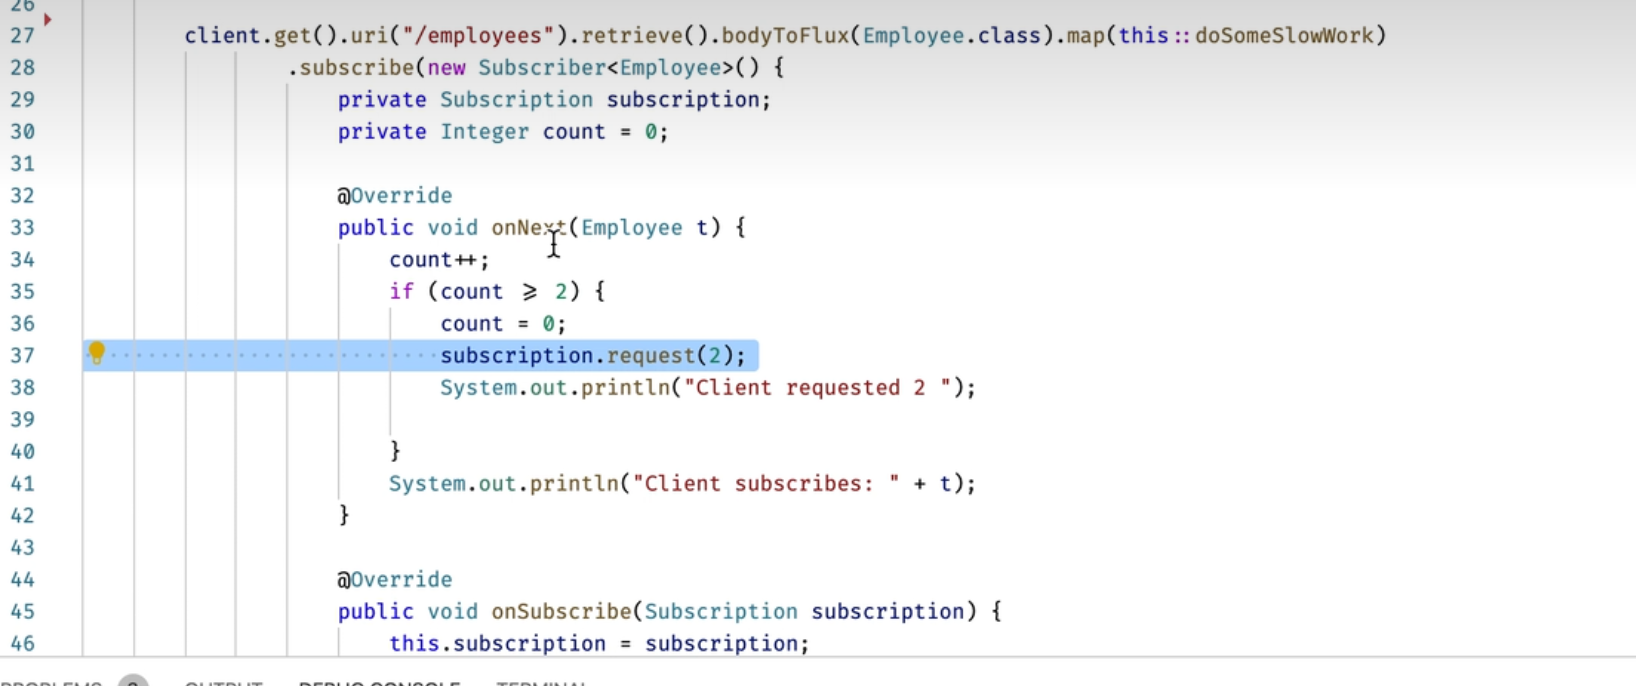 26
27 client.get().uri("/employees").retrieve().bodyToFlux(Employee.class).map(this::doSomeSlowWork)
28 .subscribe(new Subscriber<Employee>() {
29 private Subscription subscription;
30 private Integer count = 0;
31
32 @Override
33 public void onNext(Employee t) {
34 count++;
35 if (count >= 2) {
36 count = 0;
37 subscription.request(2);
38 System.out.println("Client requested 2 ");
39
40 }
41 System.out.println("Client subscribes: " + t);
42 }
43
44 @Override
45 public void onSubscribe(Subscription subscription) {
46 this.subscription = subscription;
PROBLEMS OUTPUT DEBUG CONSOLE TERMINAL